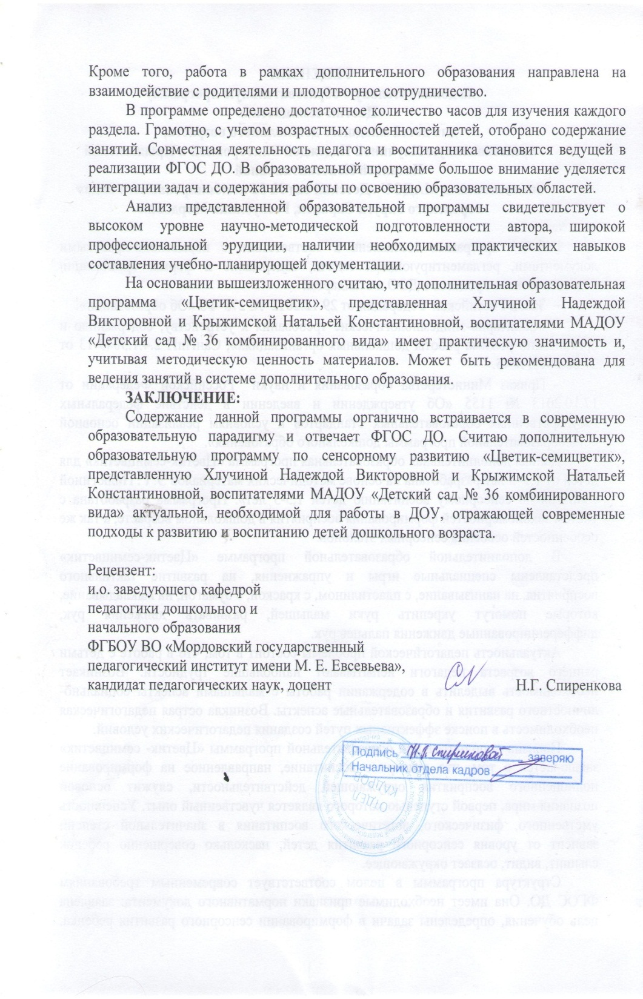 Кроме того, работа в рамках дополнительного образования направлена на
взаимодействие с родителями и плодотворное сотрудничество.
В программе определено достаточное количество часов для изучения каждого
раздела. Грамотно, с учетом возрастных особенностей детей, отобрано содержание
занятий. Совместная деятельность педагога и воспитанника становится ведущей в
реализации ФГОС ДО. В образовательной программе большое внимание уделяется
интеграции задач и содержания работы по освоению образовательных областей.
Анализ представленной образовательной программы свидетельствует о
высоком уровне научно-методической подготовленности автора, широкой
профессиональной эрудиции, наличии необходимых практических навыков
составления учебно-планирующей документации.
На основании вышеизложенного считаю, что дополнительная образовательная
программа «Цветик-семицветик», представленная Хлучиной Надеждой
Викторовной и Крыжимской Натальей Константиновной, воспитателями МАДОУ
«Детский сад № 36 комбинированного вида» имеет практическую значимость и,
учитывая методическую ценность материалов. Может быть рекомендована для
ведения занятий в системе дополнительного образования.
ЗАКЛЮЧЕНИЕ:
Содержание данной программы органично встраивается в современную
образовательную парадигму и отвечает ФГОС ДО. Считаю дополнительную
образовательную программу по сенсорному развитию «Цветик-семицветик»,
представленную Хлучиной Надеждой Викторовной и Крыжимской Натальей
Константиновной, воспитателями МАДОУ «Детский сад № 36 комбинированного
вида» актуальной, необходимой для работы в ДОУ, отражающей современные
подходы к развитию и воспитанию детей дошкольного возраста.
Рецензент:
и.о. заведующего кафедрой
педагогики дошкольного и
начального образования
ФГБОУ ВО «Мордовский государственный
педагогический институт имени М. Е. Евсевьева»,
кандидат педагогических наук, доцент
Н.Г. Спиренкова
Подпись Н.Г. Спиренковой заверяю
Начальник отдела кадров
ОТДЕЛ
КАДРОВ